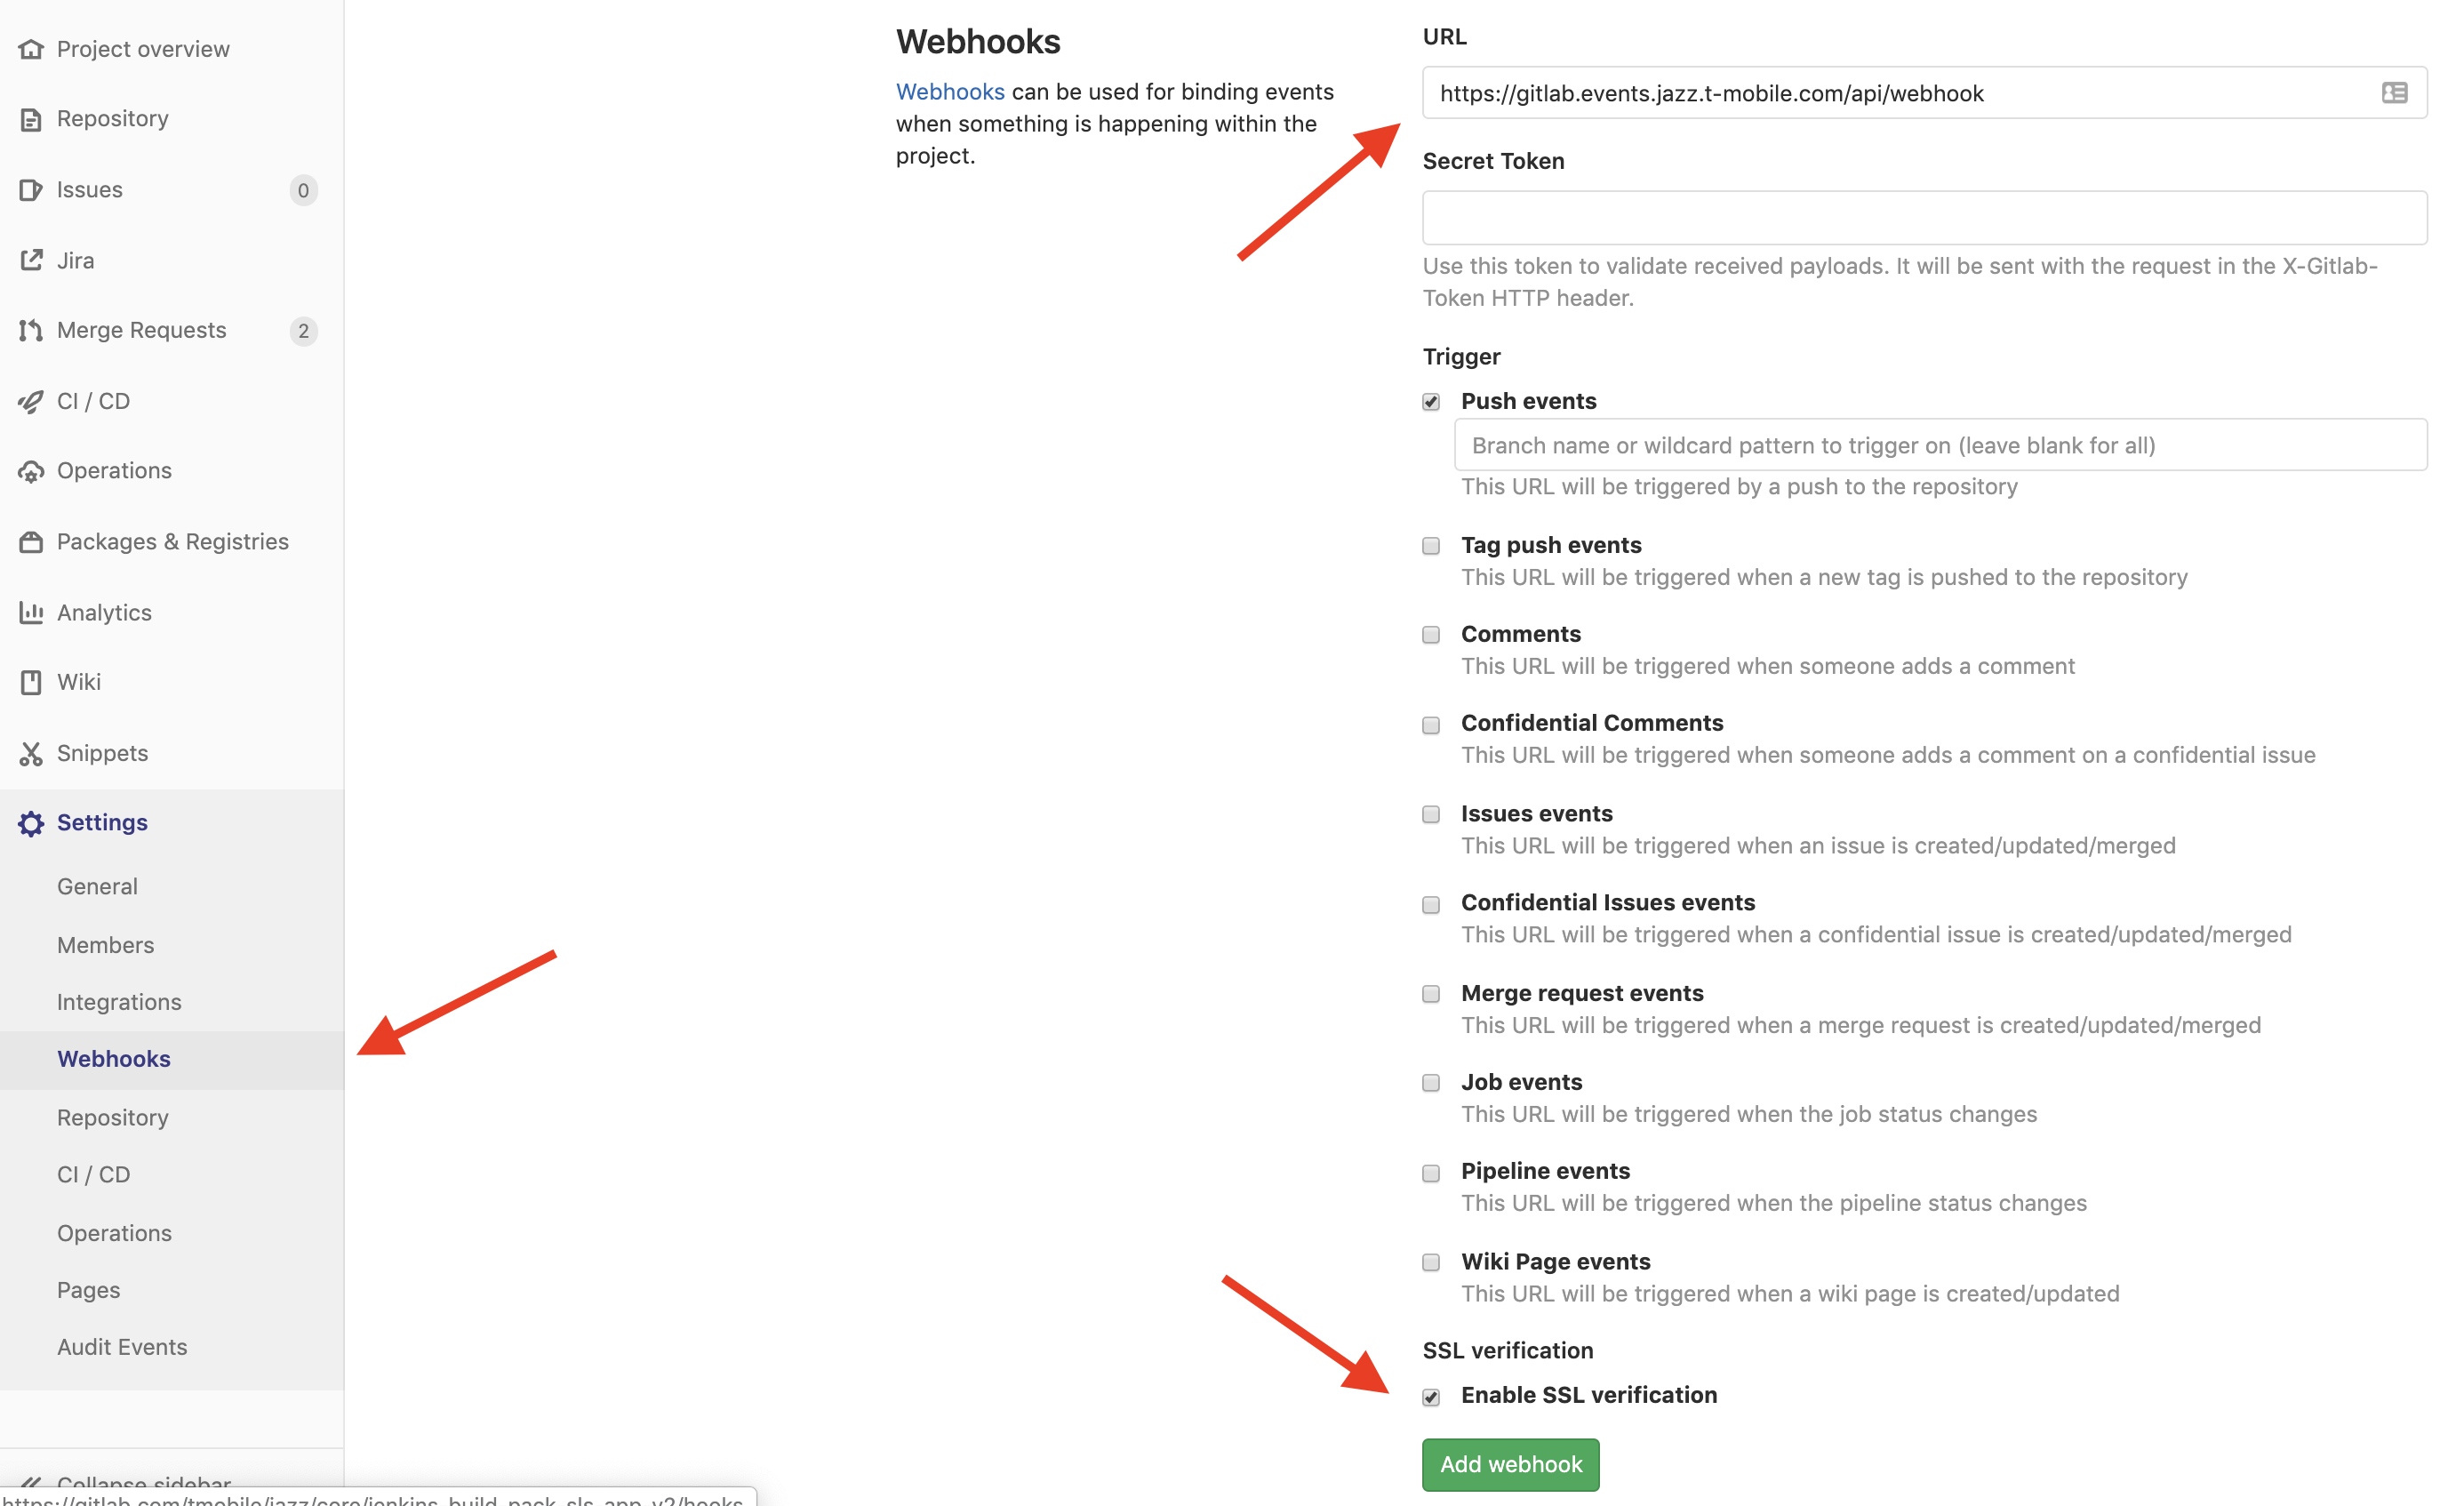 Project overview
Repository
Issues 0
Jira
Merge Requests 2
CI / CD
Operations
Packages & Registries
Analytics
Wiki
Snippets
Settings
General
Members
Integrations
Webhooks
Repository
CI / CD
Operations
Pages
Audit Events
Collapse sidebar
https://gitlab.com/tmobile/jazz/core/jenkins_build_pack_sls_app_v2/hooks
Webhooks
Webhooks can be used for binding events
when something is happening within the
project.
URL
https://gitlab.events.jazz.t-mobile.com/api/webhook
Secret Token
Use this token to validate received payloads. It will be sent with the request in the X-Gitlab-
Token HTTP header.
Trigger
Push events
Branch name or wildcard pattern to trigger on (leave blank for all)
This URL will be triggered by a push to the repository
Tag push events
This URL will be triggered when a new tag is pushed to the repository
Comments
This URL will be triggered when someone adds a comment
Confidential Comments
This URL will be triggered when someone adds a comment on a confidential issue
Issues events
This URL will be triggered when an issue is created/updated/merged
Confidential Issues events
This URL will be triggered when a confidential issue is created/updated/merged
Merge request events
This URL will be triggered when a merge request is created/updated/merged
Job events
This URL will be triggered when the job status changes
Pipeline events
This URL will be triggered when the pipeline status changes
Wiki Page events
This URL will be triggered when a wiki page is created/updated
SSL verification
Enable SSL verification
Add webhook